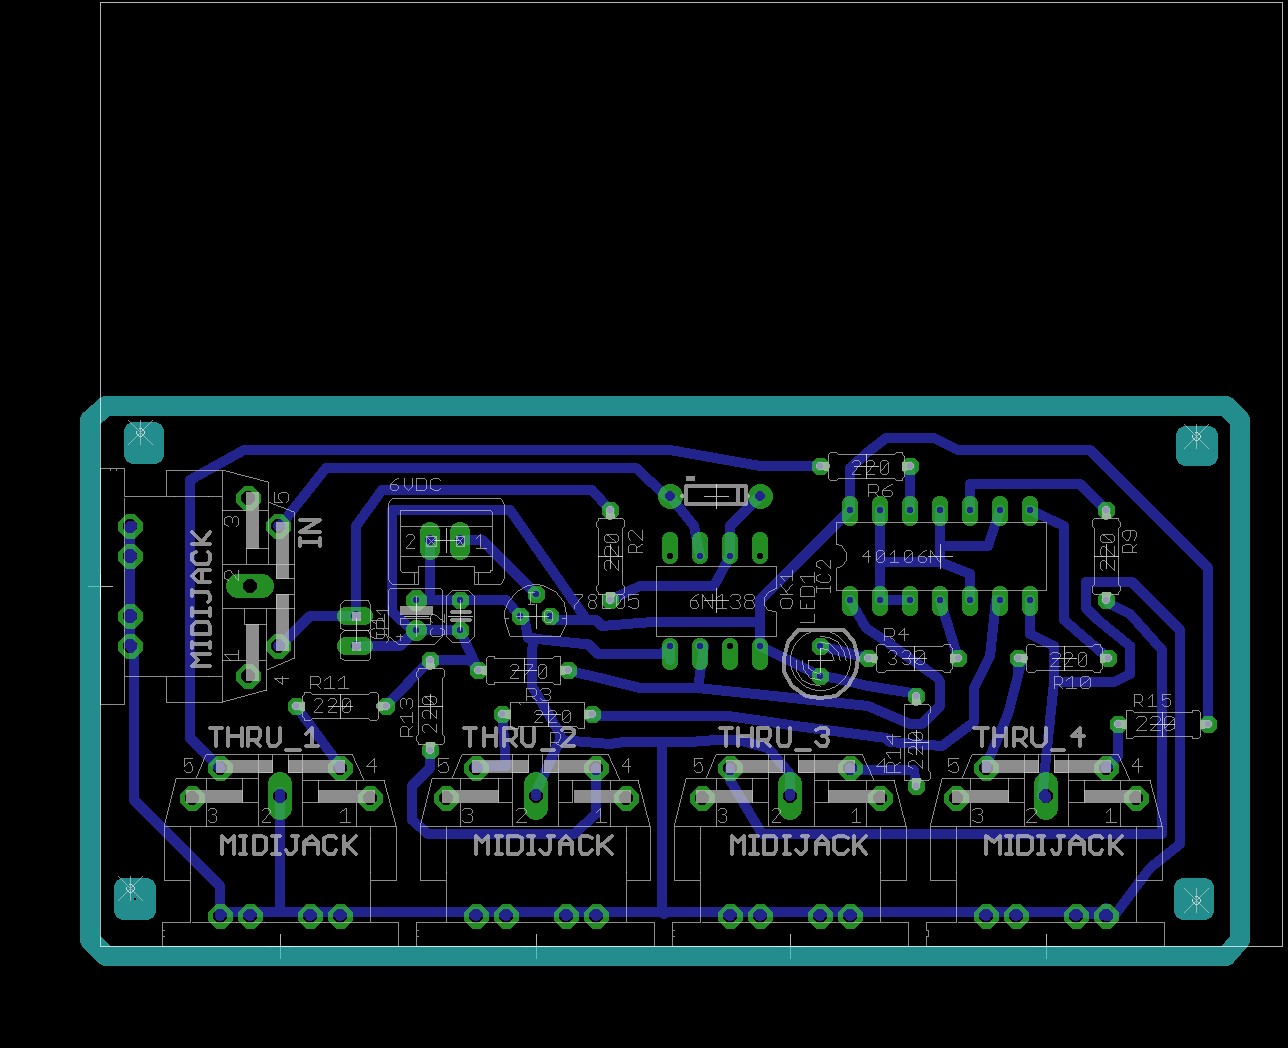 220
R6
6VDC
5
3
IN
2
1
220
R2
40106N
IC2
220
R9
2
MIDIJACK
78L05
6N138
OK1
LED1
1
4
R4
330
270
R3
220
R10
R11
220
R13
220
220
R14
220
R15
220
THRU_1
THRU_2
THRU_3
THRU_4
5
4
5
4
5
4
5
4
3
2
1
3
2
1
3
2
1
3
2
1
MIDIJACK
MIDIJACK
MIDIJACK
MIDIJACK